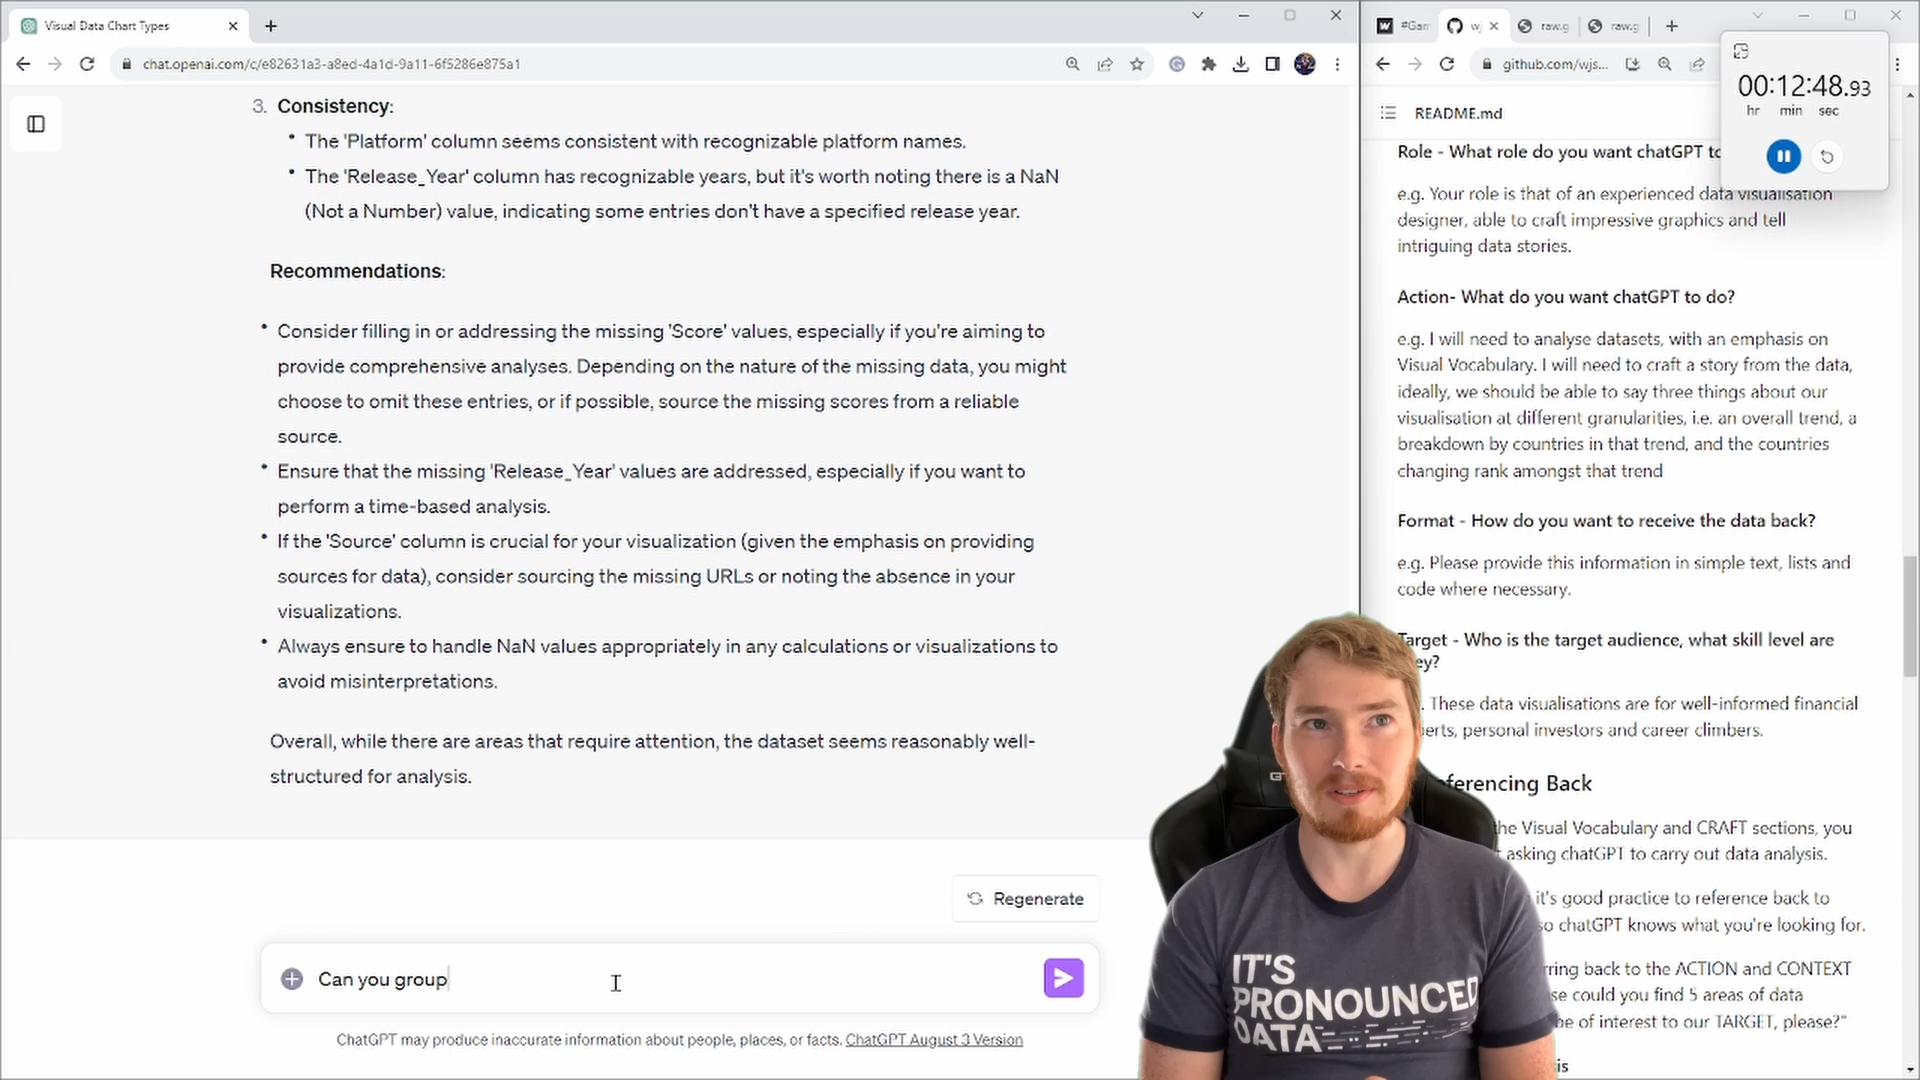 Visual Data Chart Types
chat.openai.com/c/e82631a3-a8ed-4a1d-9a11-6f5286e875a1
3. Consistency:
• The 'Platform' column seems consistent with recognizable platform names.
• The 'Release_Year' column has recognizable years, but it's worth noting there is a NaN
(Not a Number) value, indicating some entries don't have a specified release year.
Recommendations:
• Consider filling in or addressing the missing 'Score' values, especially if you're aiming to
provide comprehensive analyses. Depending on the nature of the missing data, you might
choose to omit these entries, or if possible, source the missing scores from a reliable
source.
• Ensure that the missing 'Release_Year' values are addressed, especially if you want to
perform a time-based analysis.
• If the 'Source' column is crucial for your visualization (given the emphasis on providing
sources for data), consider sourcing the missing URLs or noting the absence in your
visualizations.
• Always ensure to handle NaN values appropriately in any calculations or visualizations to
avoid misinterpretations.
Overall, while there are areas that require attention, the dataset seems reasonably well-
structured for analysis.
Regenerate
Can you group
ChatGPT may produce inaccurate information about people, places, or facts. ChatGPT August 3 Version
#Gam
wj
raw.g
raw.g
github.com/wjs...
00:12:48.93
hr min sec
README.md
Role - What role do you want chatGPT to
e.g. Your role is that of an experienced data visualisation
designer, able to craft impressive graphics and tell
intriguing data stories.
Action- What do you want chatGPT to do?
e.g. I will need to analyse datasets, with an emphasis on
Visual Vocabulary. I will need to craft a story from the data,
ideally, we should be able to say three things about our
visualisation at different granularities, i.e. an overall trend, a
breakdown by countries in that trend, and the countries
changing rank amongst that trend
Format - How do you want to receive the data back?
e.g. Please provide this information in simple text, lists and
code where necessary.
Target - Who is the target audience, what skill level are
ey?
These data visualisations are for well-informed financial
perts, personal investors and career climbers.
ferencing Back
the Visual Vocabulary and CRAFT sections, you
asking chatGPT to carry out data analysis.
it's good practice to reference back to
so chatGPT knows what you're looking for.
rring back to the ACTION and CONTEXT
se could you find 5 areas of data
be of interest to our TARGET, please?"
is
IT'S
PRONOUNCED
DATA